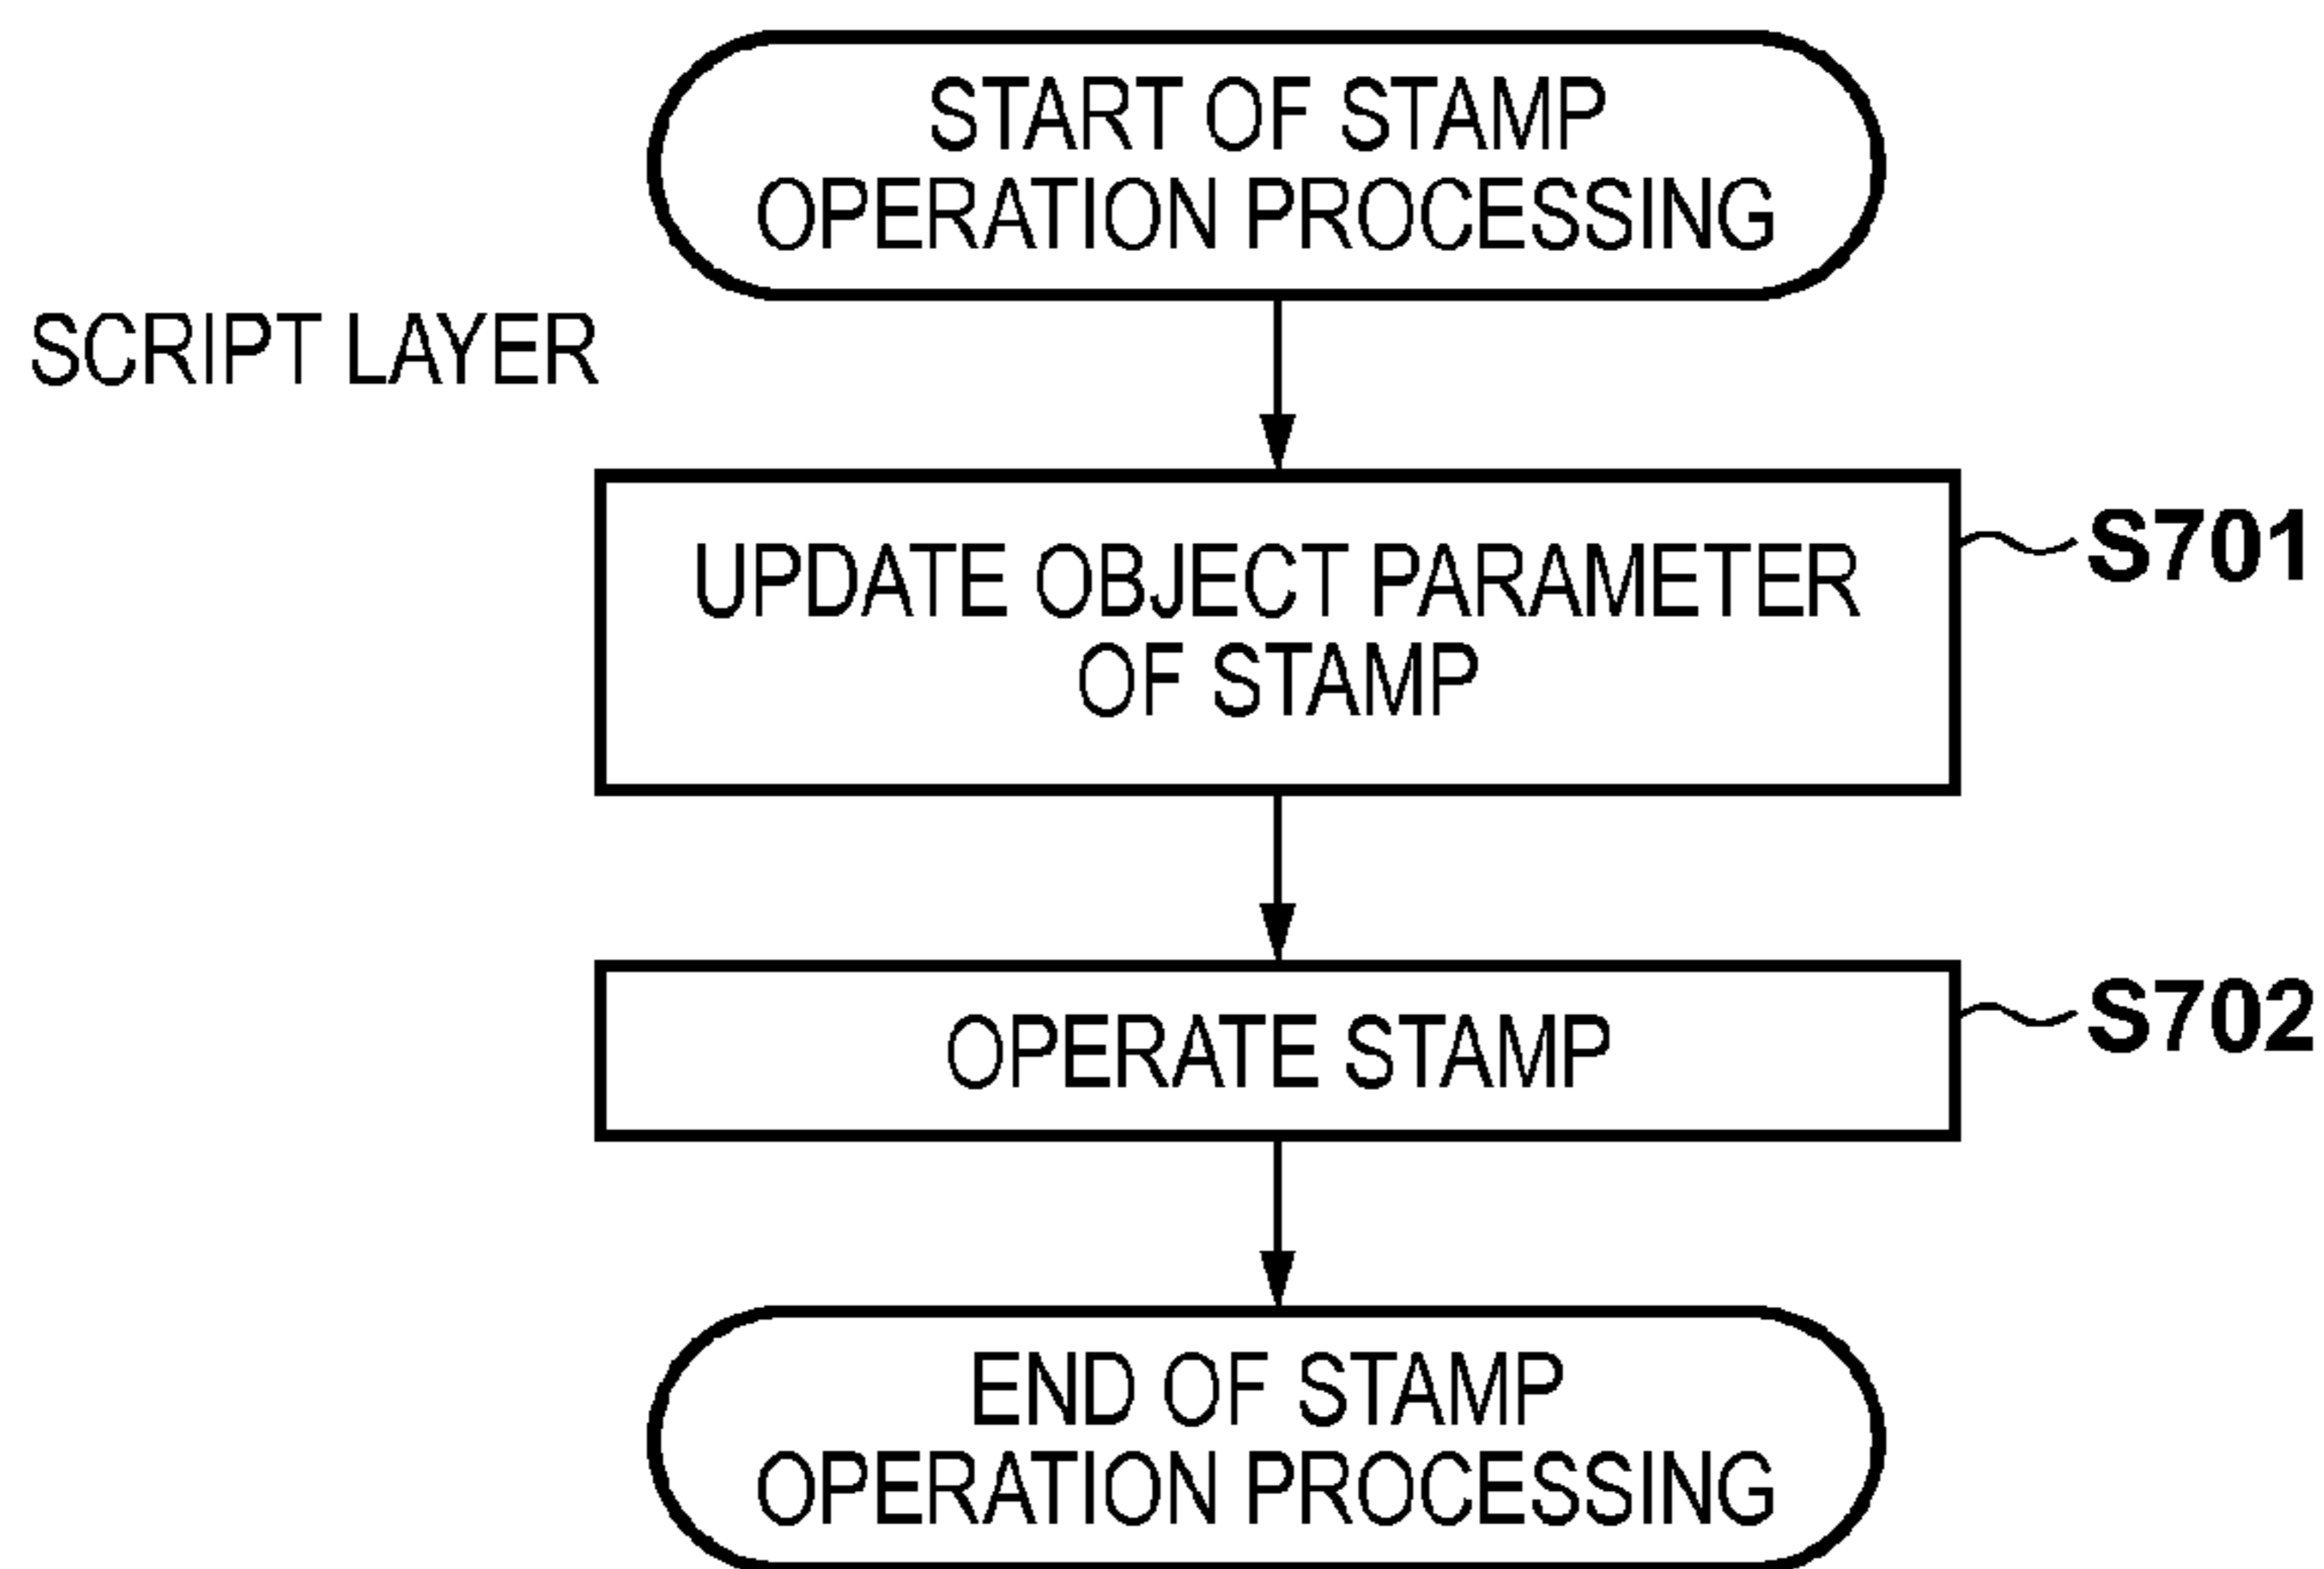 START OF STAMP
OPERATION PROCESSING
SCRIPT LAYER
UPDATE OBJECT PARAMETER
OF STAMP
S701
OPERATE STAMP
S702
END OF STAMP
OPERATION PROCESSING